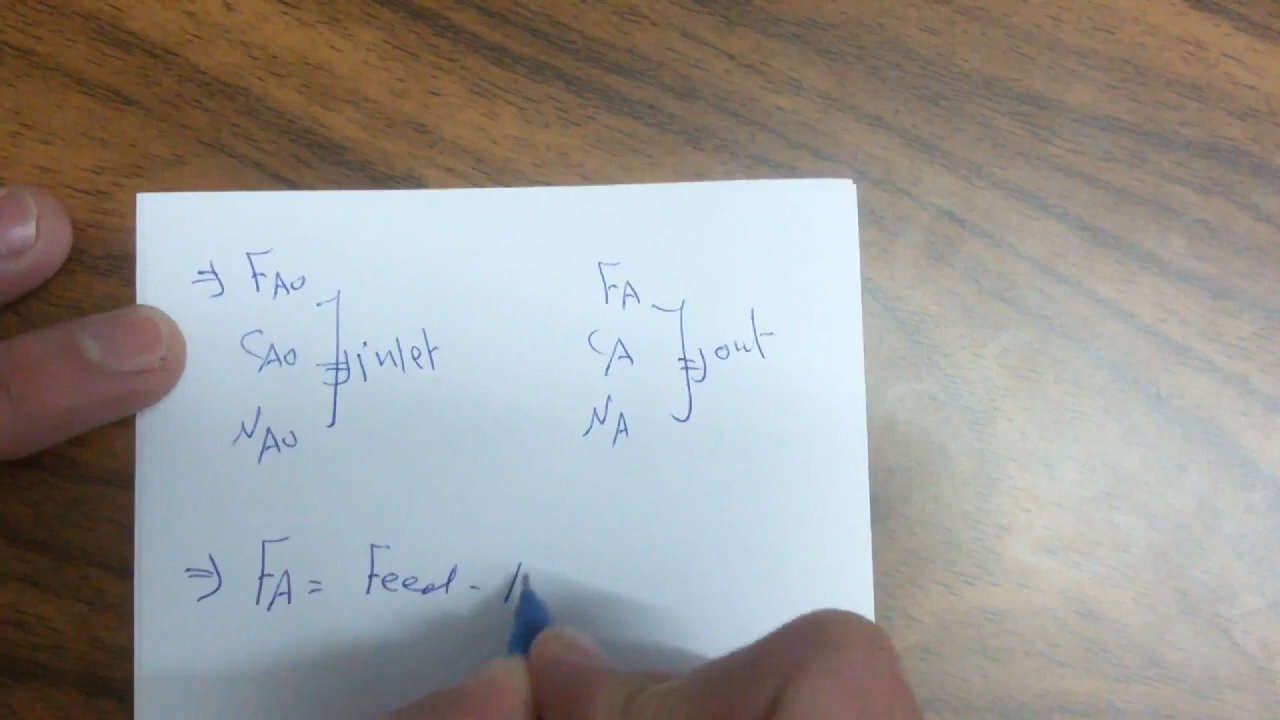 ⇒ FA0 FA
CA0 ⇒ inlet CA ⇒ out
NA0 NA
⇒ FA = Feed -